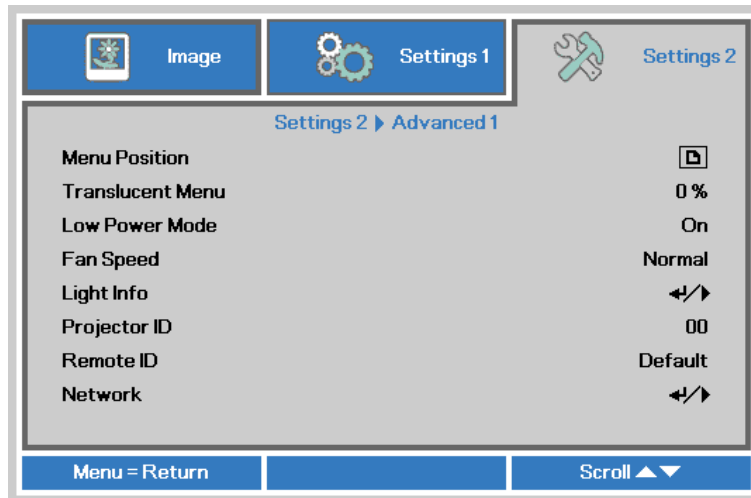 Image
Settings 1
Settings 2
Settings 2 Advanced 1
Menu Position
Translucent Menu 0 %
Low Power Mode On
Fan Speed Normal
Light Info
Projector ID 00
Remote ID Default
Network
Menu = Return
Scroll